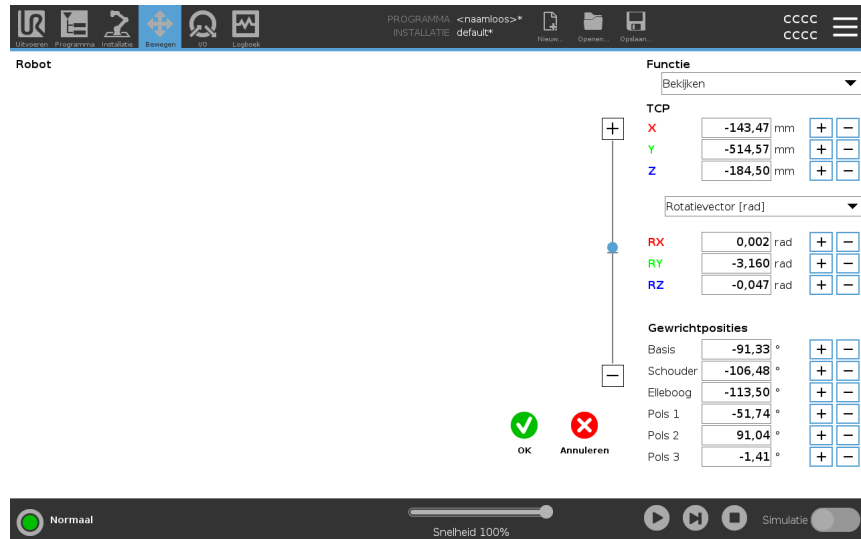 UR
Uitvoeren Programma Installatie Bewegen I/O Logboek
PROGRAMMA <naamloos>*
INSTALLATIE default*
Nieuw... Openen... Opslaan...
cccc
cccc
Robot
Functie
Bekijken
TCP
X -143,47 mm + −
Y -514,57 mm + −
Z -184,50 mm + −
Rotatievector [rad]
RX 0,002 rad + −
RY -3,160 rad + −
RZ -0,047 rad + −
Gewrichtposities
Basis -91,33 ° + −
Schouder -106,48 ° + −
Elleboog -113,50 ° + −
Pols 1 -51,74 ° + −
Pols 2 91,04 ° + −
Pols 3 -1,41 ° + −
+
−
OK Annuleren
Normaal
Snelheid 100%
Simulatie